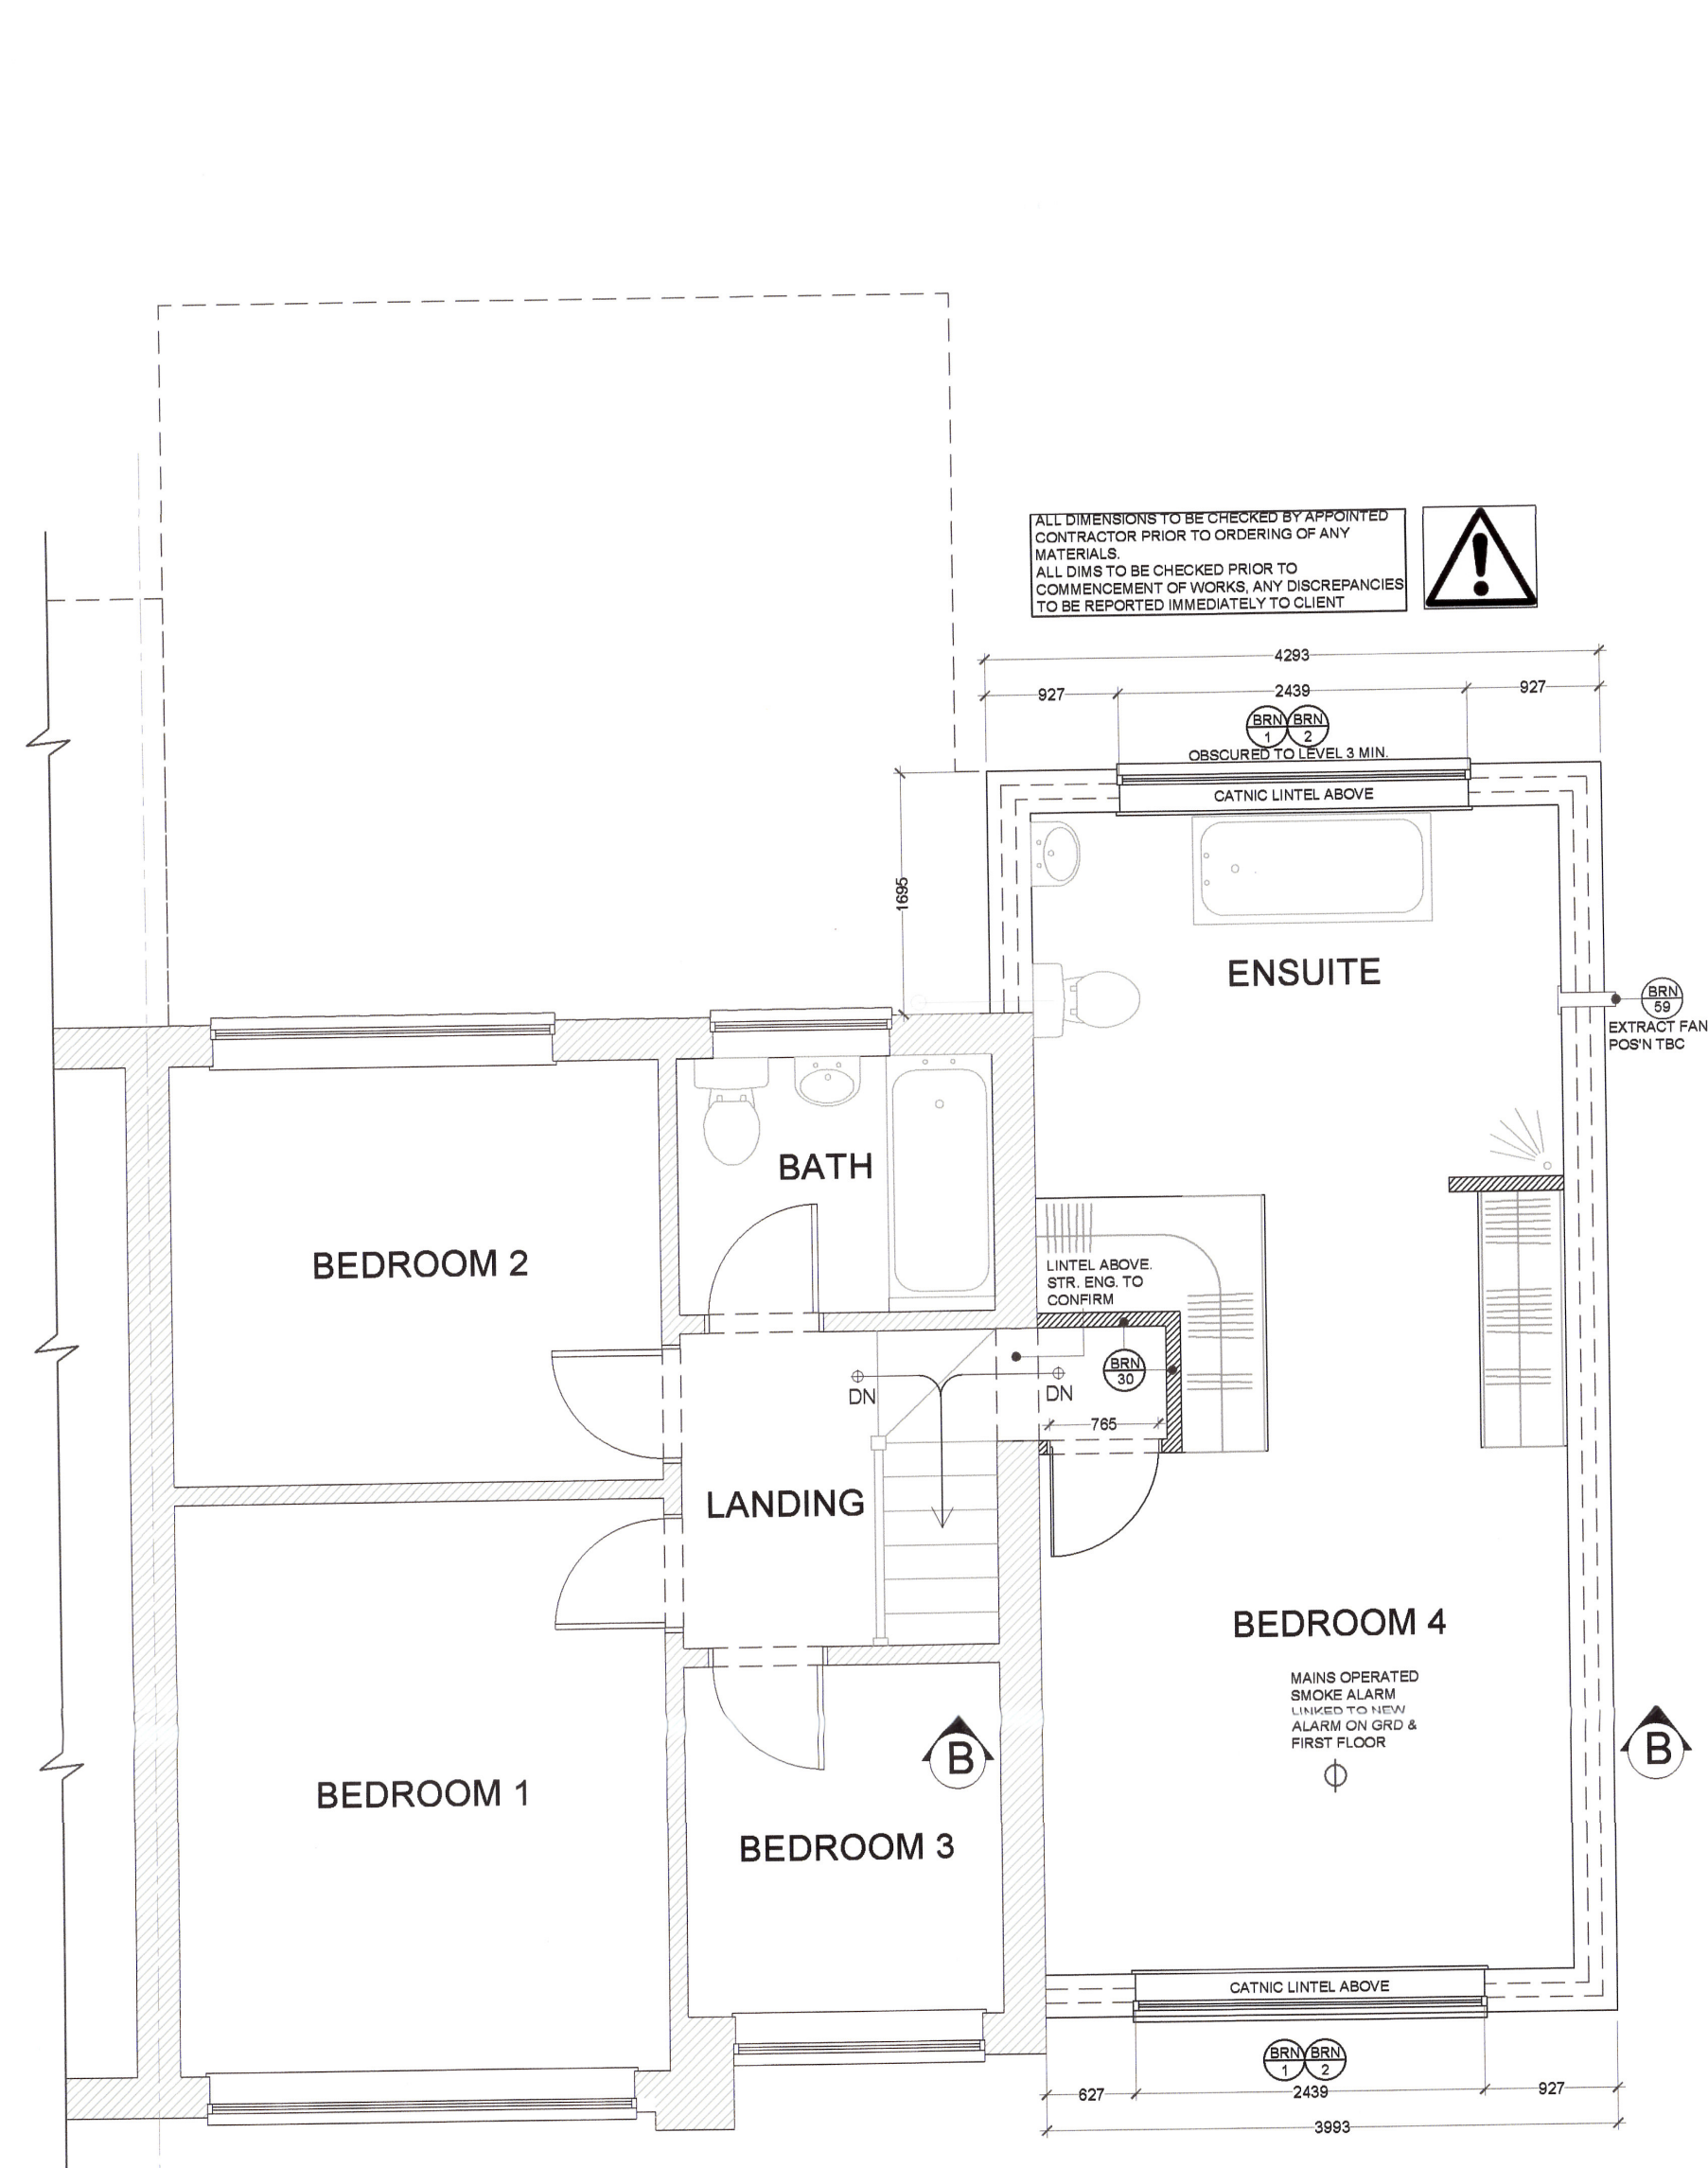 ALL DIMENSIONS TO BE CHECKED BY APPOINTED
CONTRACTOR PRIOR TO ORDERING OF ANY
MATERIALS.
ALL DIMS TO BE CHECKED PRIOR TO
COMMENCEMENT OF WORKS, ANY DISCREPANCIES
TO BE REPORTED IMMEDIATELY TO CLIENT
4293
927
2439
927
BRN
1
BRN
2
OBSCURED TO LEVEL 3 MIN.
CATNIC LINTEL ABOVE
1695
ENSUITE
BRN
59
EXTRACT FAN
POS'N TBC
BATH
BEDROOM 2
LINTEL ABOVE.
STR. ENG. TO
CONFIRM
DN
DN
BRN
30
765
LANDING
BEDROOM 4
MAINS OPERATED
SMOKE ALARM
LINKED TO NEW
ALARM ON GRD &
FIRST FLOOR
B
B
BEDROOM 1
BEDROOM 3
CATNIC LINTEL ABOVE
BRN
1
BRN
2
627
2439
927
3993